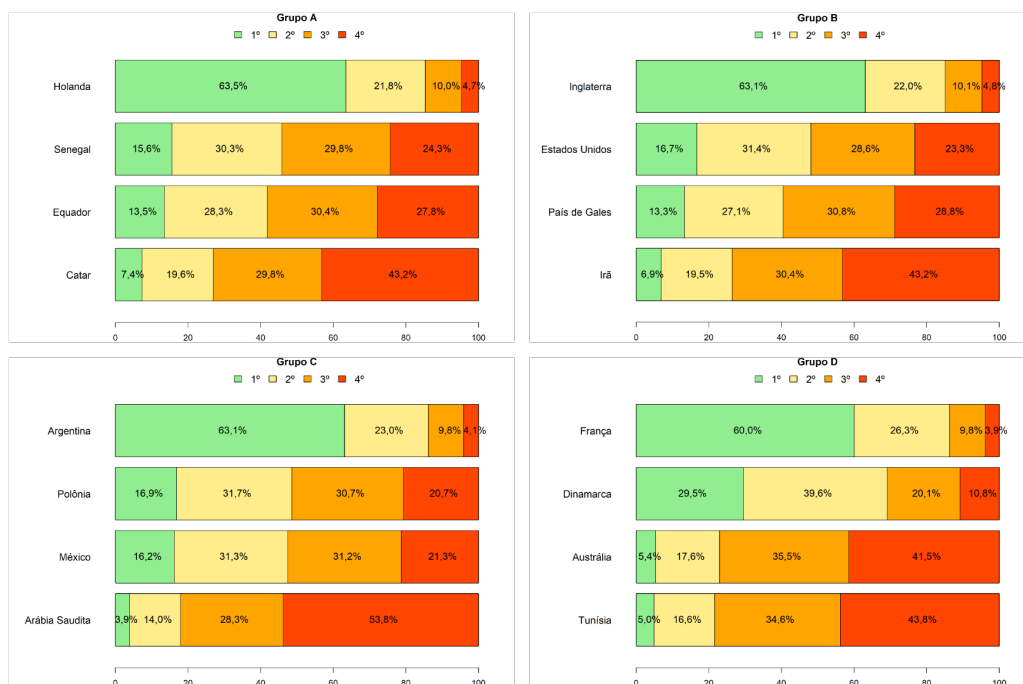 Grupo A
1º 2º 3º 4º
Holanda 63,5% 21,8% 10,0% 4,7%
Senegal 15,6% 30,3% 29,8% 24,3%
Equador 13,5% 28,3% 30,4% 27,8%
Catar 7,4% 19,6% 29,8% 43,2%
0 20 40 60 80 100
Grupo B
1º 2º 3º 4º
Inglaterra 63,1% 22,0% 10,1% 4,8%
Estados Unidos 16,7% 31,4% 28,6% 23,3%
País de Gales 13,3% 27,1% 30,8% 28,8%
Irã 6,9% 19,5% 30,4% 43,2%
0 20 40 60 80 100
Grupo C
1º 2º 3º 4º
Argentina 63,1% 23,0% 9,8% 4,1%
Polônia 16,9% 31,7% 30,7% 20,7%
México 16,2% 31,3% 31,2% 21,3%
Arábia Saudita 3,9% 14,0% 28,3% 53,8%
0 20 40 60 80 100
Grupo D
1º 2º 3º 4º
França 60,0% 26,3% 9,8% 3,9%
Dinamarca 29,5% 39,6% 20,1% 10,8%
Austrália 5,4% 17,6% 35,5% 41,5%
Tunísia 5,0% 16,6% 34,6% 43,8%
0 20 40 60 80 100